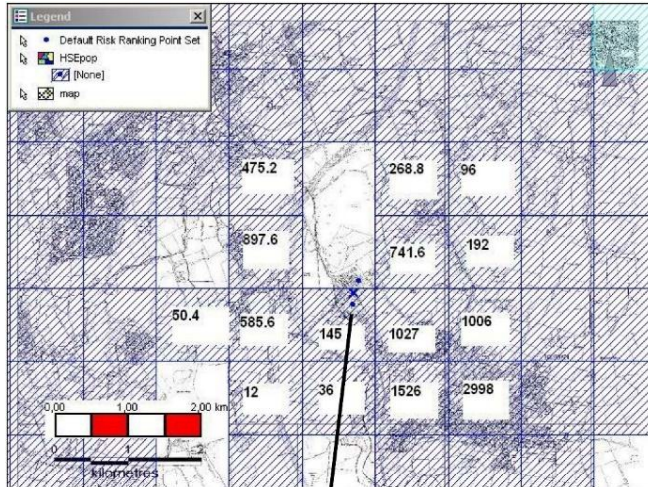 Legend
Default Risk Ranking Point Set
HSEpop
[None]
map
475.2 268.8 96
897.6 741.6 192
50.4 585.6 145 1027 1006
12 36 1526 2998
0,00 1,00 2,00 km
0 1 2
kilometres